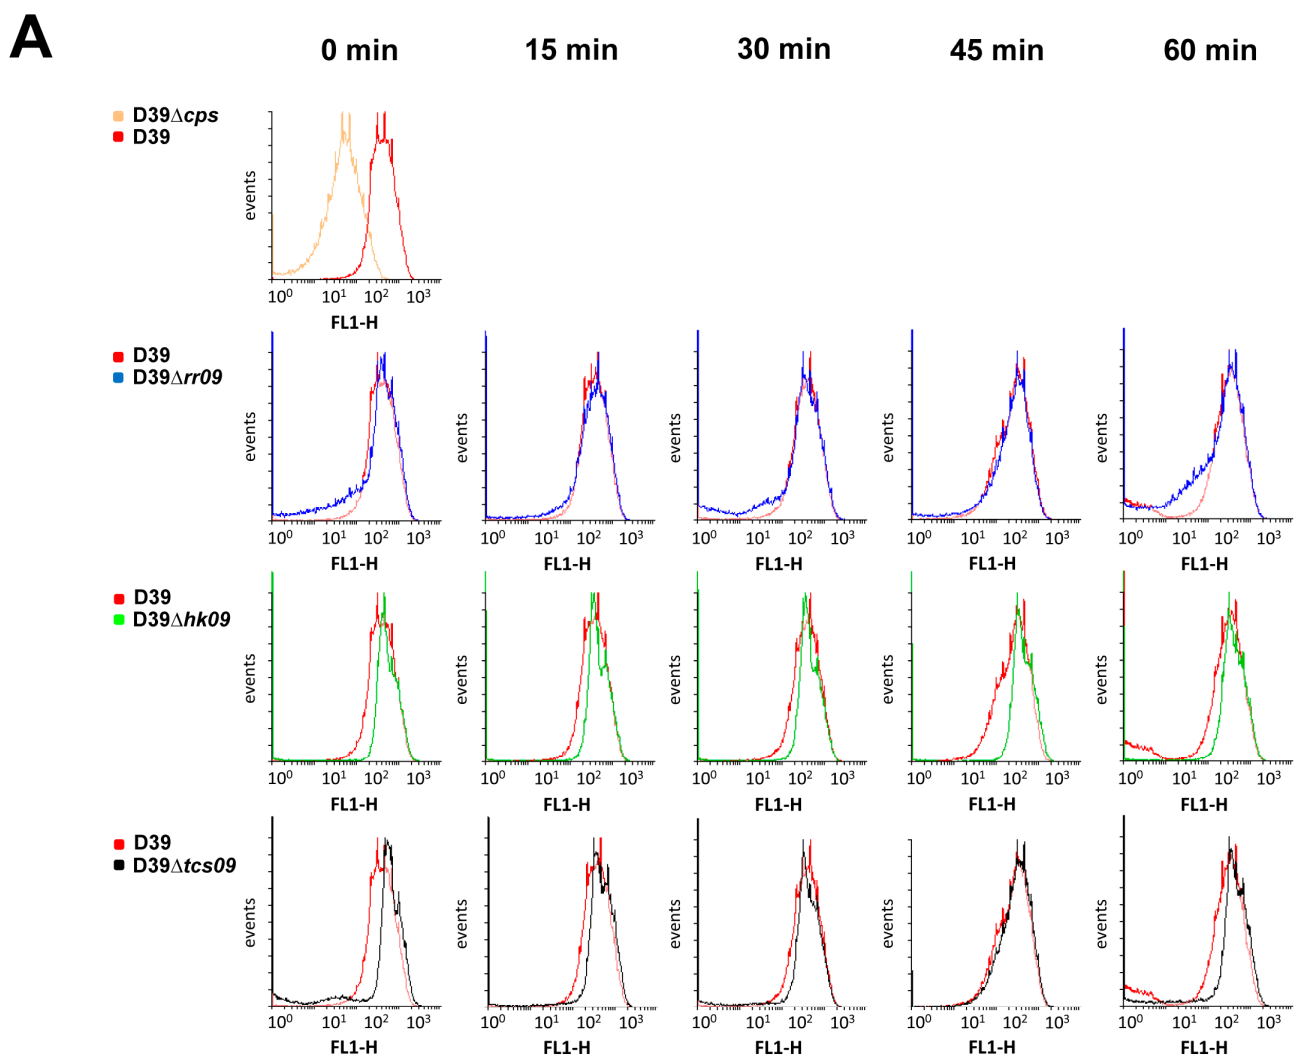 A
0 min 15 min 30 min 45 min 60 min
D39Δcps
D39
events
10⁰ 10¹ 10² 10³
FL1-H
D39
D39Δrr09
events events events events events
10⁰ 10¹ 10² 10³ 10⁰ 10¹ 10² 10³ 10⁰ 10¹ 10² 10³ 10⁰ 10¹ 10² 10³ 10⁰ 10¹ 10² 10³
FL1-H FL1-H FL1-H FL1-H FL1-H
D39
D39Δhk09
events events events events events
10⁰ 10¹ 10² 10³ 10⁰ 10¹ 10² 10³ 10⁰ 10¹ 10² 10³ 10⁰ 10¹ 10² 10³ 10⁰ 10¹ 10² 10³
FL1-H FL1-H FL1-H FL1-H FL1-H
D39
D39Δtcs09
events events events events events
10⁰ 10¹ 10² 10³ 10⁰ 10¹ 10² 10³ 10⁰ 10¹ 10² 10³ 10⁰ 10¹ 10² 10³ 10⁰ 10¹ 10² 10³
FL1-H FL1-H FL1-H FL1-H FL1-H